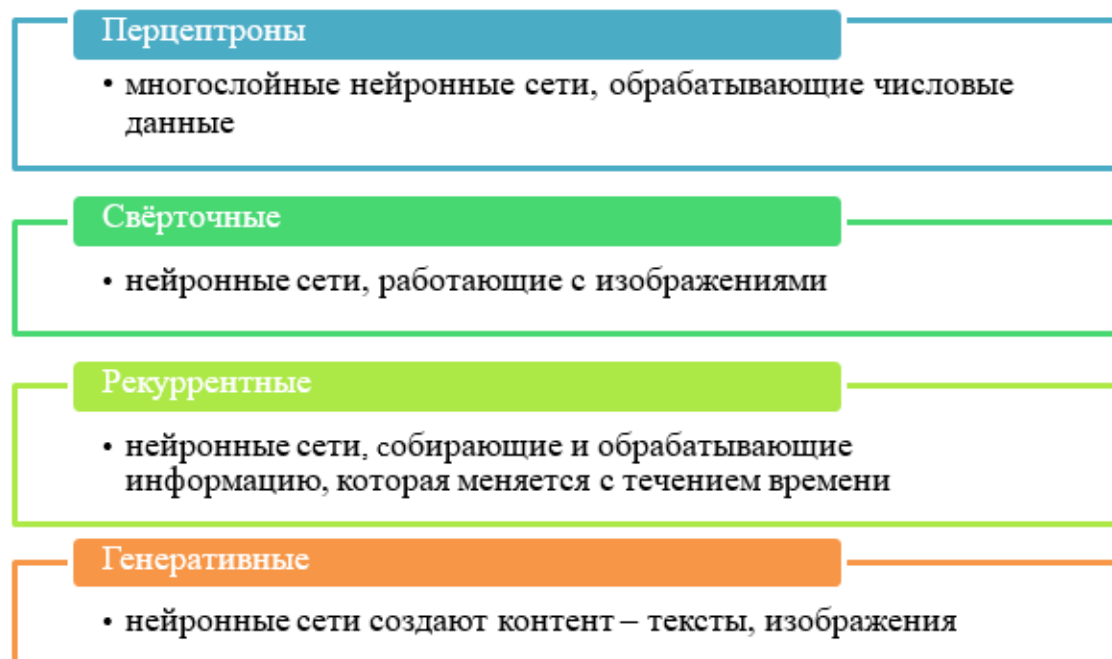 Перцептроны
• многослойные нейронные сети, обрабатывающие числовые
данные
Свёрточные
• нейронные сети, работающие с изображениями
Рекуррентные
• нейронные сети, собирающие и обрабатывающие
информацию, которая меняется с течением времени
Генеративные
• нейронные сети создают контент – тексты, изображения